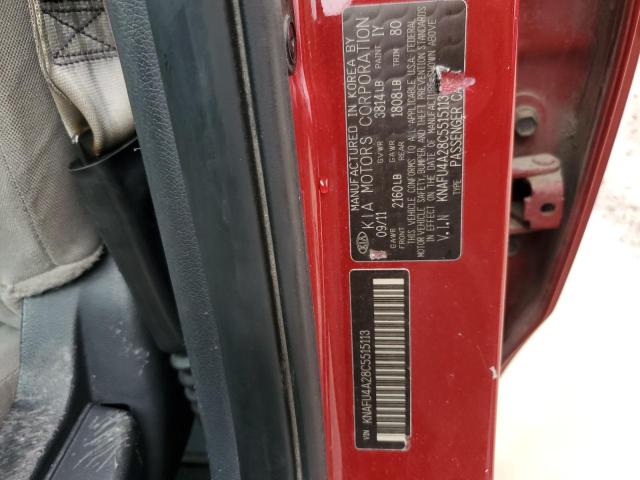 MANUFACTURED IN KOREA BY
KIA KIA MOTORS CORPORATION
09/11 GVWR 3814LB PAINT IY
GAWR FRONT 2160LB GAWR REAR 1808LB TRIM 80
THIS VEHICLE CONFORMS TO ALL APPLICABLE U.S.A. FEDERAL
MOTOR VEHICLE SAFETY, BUMPER, AND THEFT PREVENTION STANDARDS
IN EFFECT ON THE DATE OF MANUFACTURE SHOWN ABOVE
V.I.N KNAFU4A28C5515113
TYPE PASSENGER
VIN KNAFU4A28C5515113